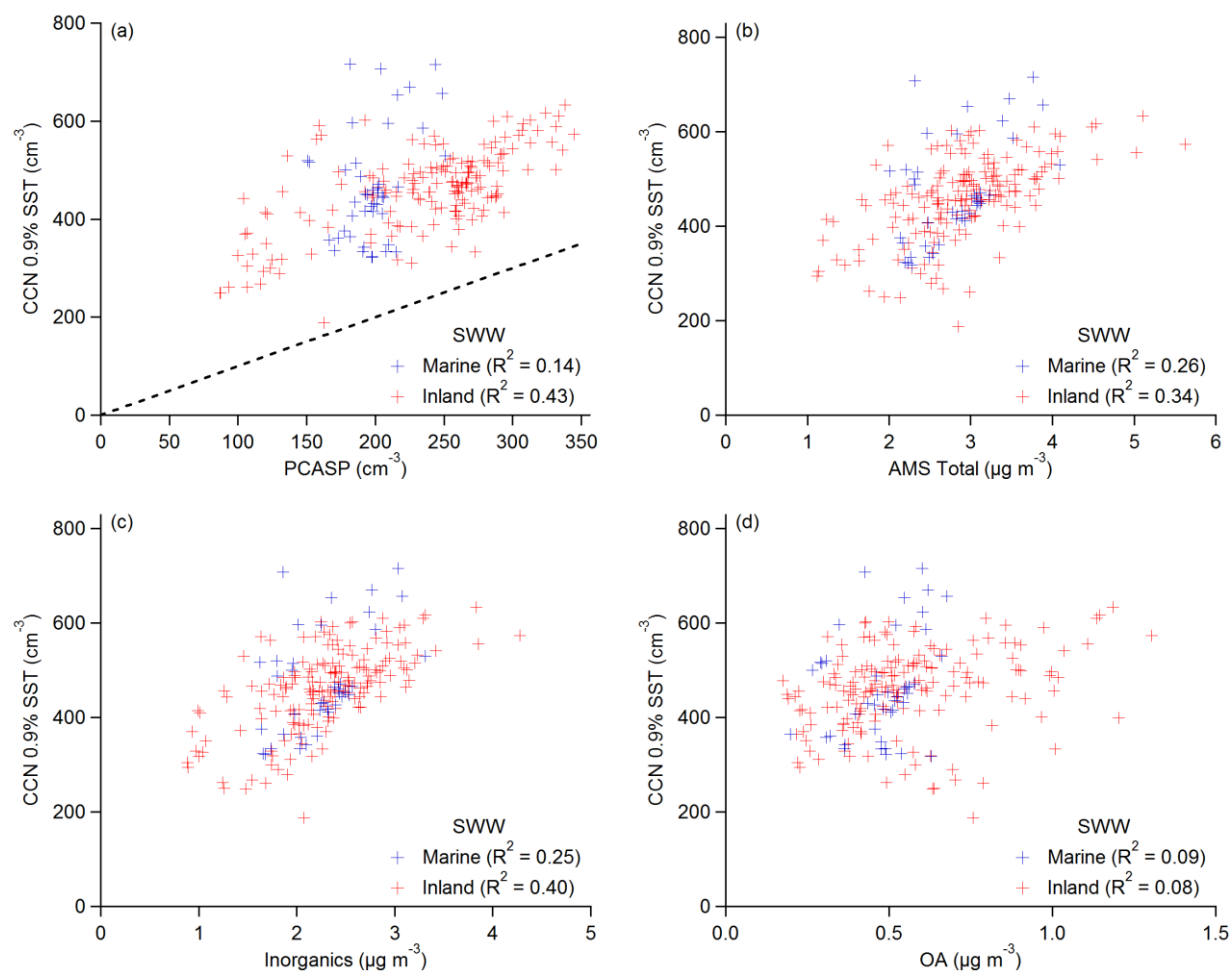 (a)
800
600
400
200
0
CCN 0.9% SST (cm⁻³)
SWW
Marine (R² = 0.14)
Inland (R² = 0.43)
0 50 100 150 200 250 300 350
PCASP (cm⁻³)
(b)
800
600
400
200
0
CCN 0.9% SST (cm⁻³)
SWW
Marine (R² = 0.26)
Inland (R² = 0.34)
0 1 2 3 4 5 6
AMS Total (µg m⁻³)
(c)
800
600
400
200
0
CCN 0.9% SST (cm⁻³)
SWW
Marine (R² = 0.25)
Inland (R² = 0.40)
0 1 2 3 4 5
Inorganics (µg m⁻³)
(d)
800
600
400
200
0
CCN 0.9% SST (cm⁻³)
SWW
Marine (R² = 0.09)
Inland (R² = 0.08)
0.0 0.5 1.0 1.5
OA (µg m⁻³)